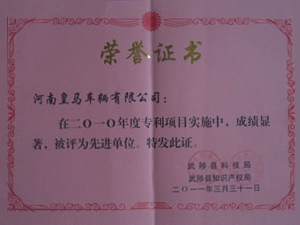 荣誉证书
河南皇马车辆有限公司：
在二〇一〇年度专利项目实施中，成绩显
著，被评为先进单位。特发此证。
武陟县科技局
武陟县知识产权局
二〇一一年三月三十一日